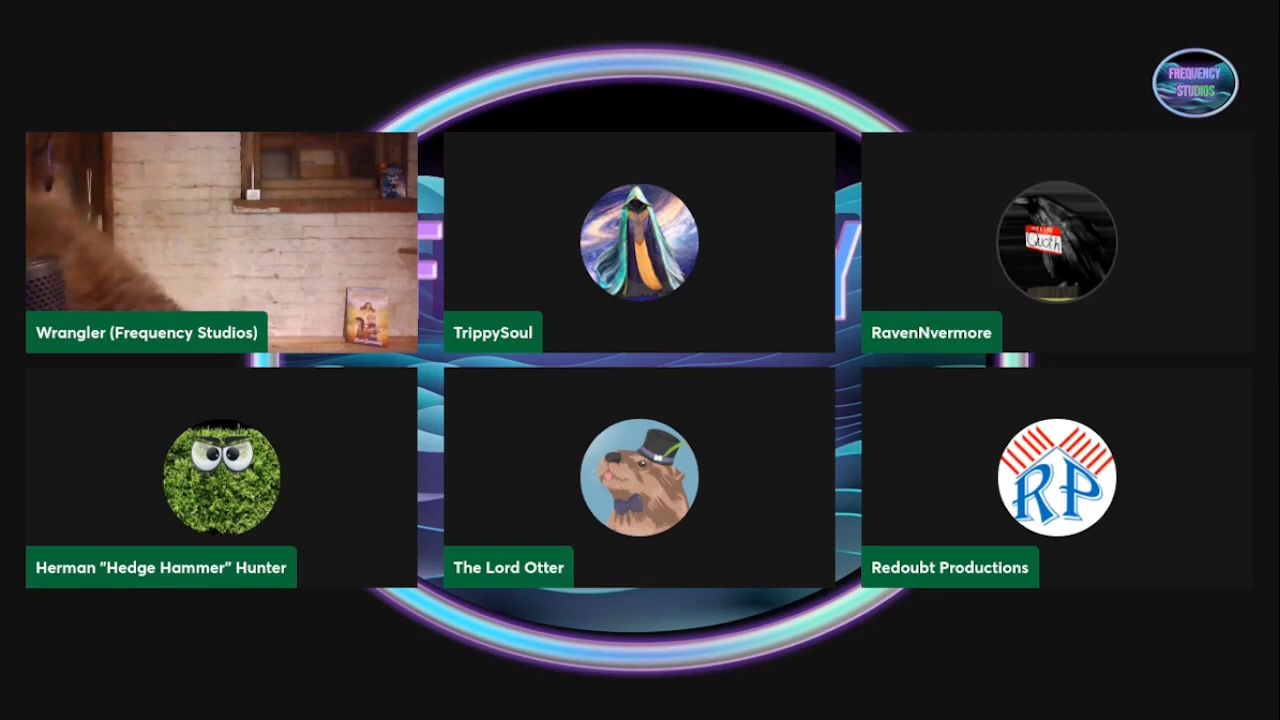 FREQUENCY
STUDIOS
Wrangler (Frequency Studios)
TrippySoul
Quoth
RavenNvermore
Herman "Hedge Hammer" Hunter
The Lord Otter
RP
Redoubt Productions